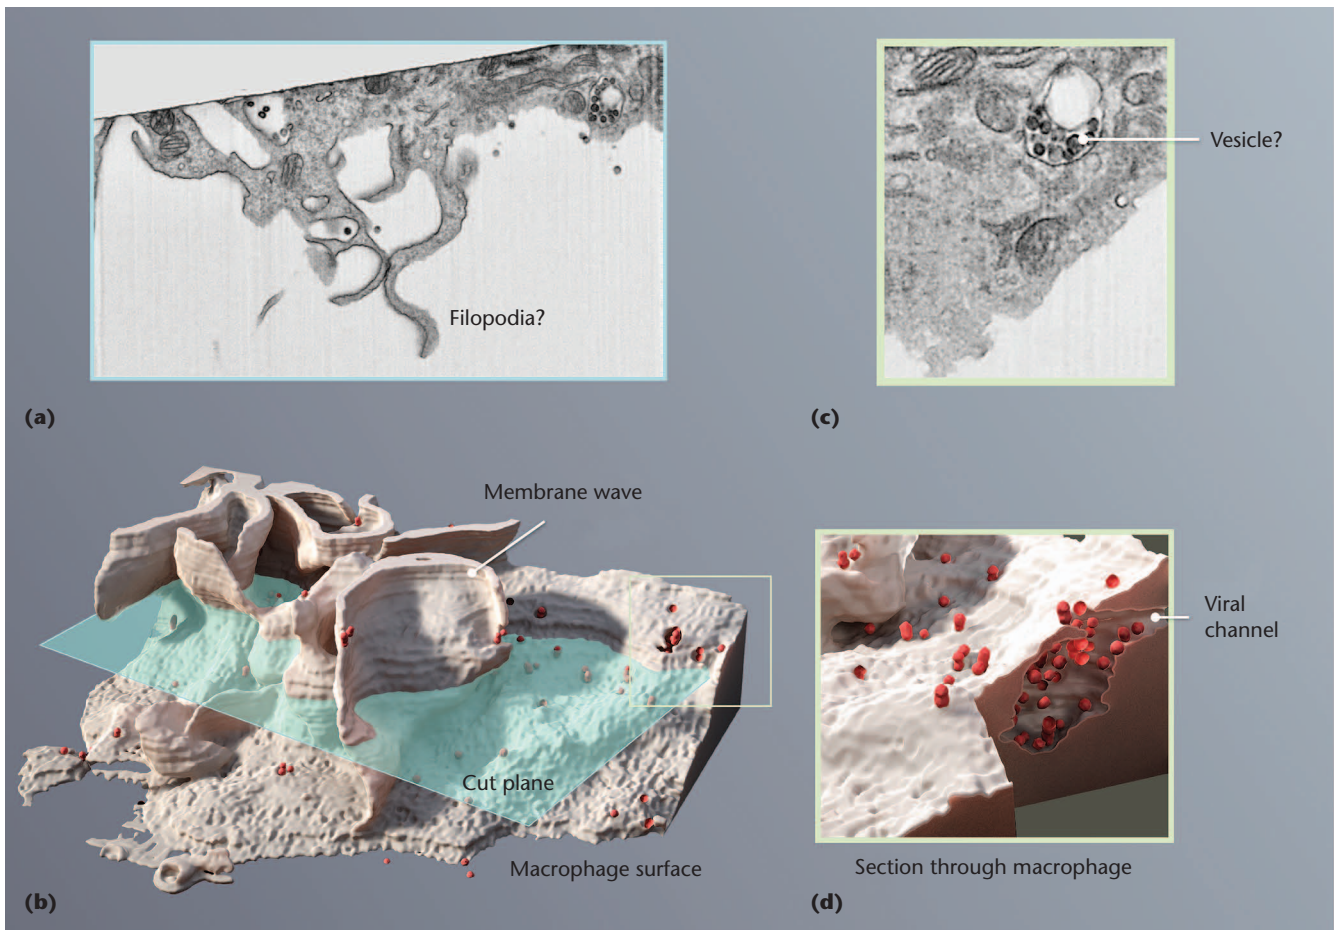 Vesicle?
Filopodia?
(a)
(c)
Membrane wave
Viral
channel
Cut plane
Macrophage surface
Section through macrophage
(b)
(d)